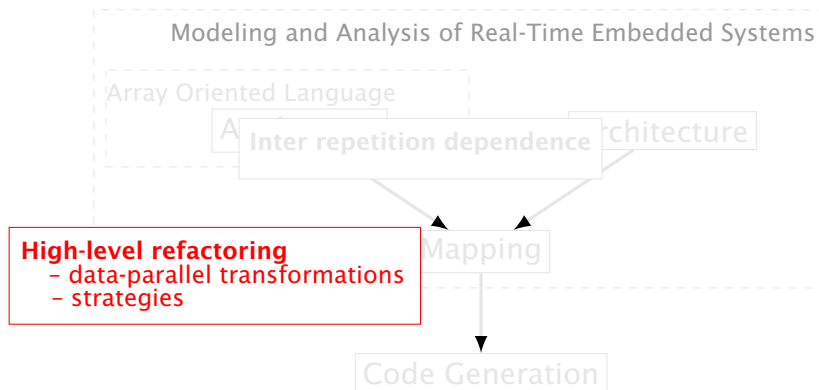 Modeling and Analysis of Real-Time Embedded Systems
Array Oriented Language
Inter repetition dependence
rchitecture
High-level refactoring
– data-parallel transformations
– strategies
Mapping
Code Generation